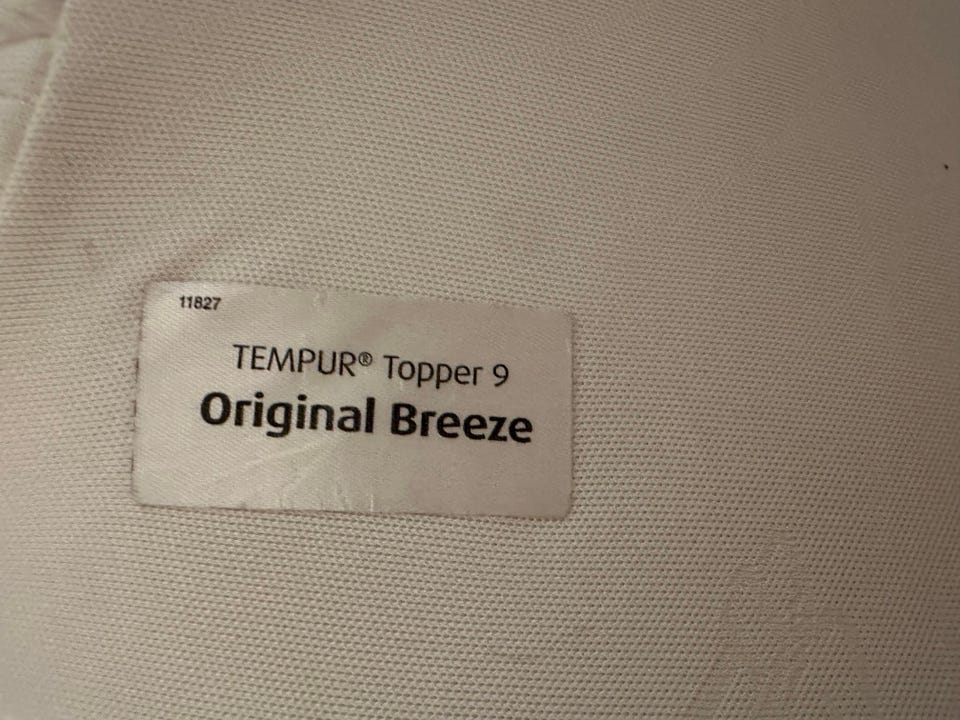 11827
TEMPUR® Topper 9
Original Breeze